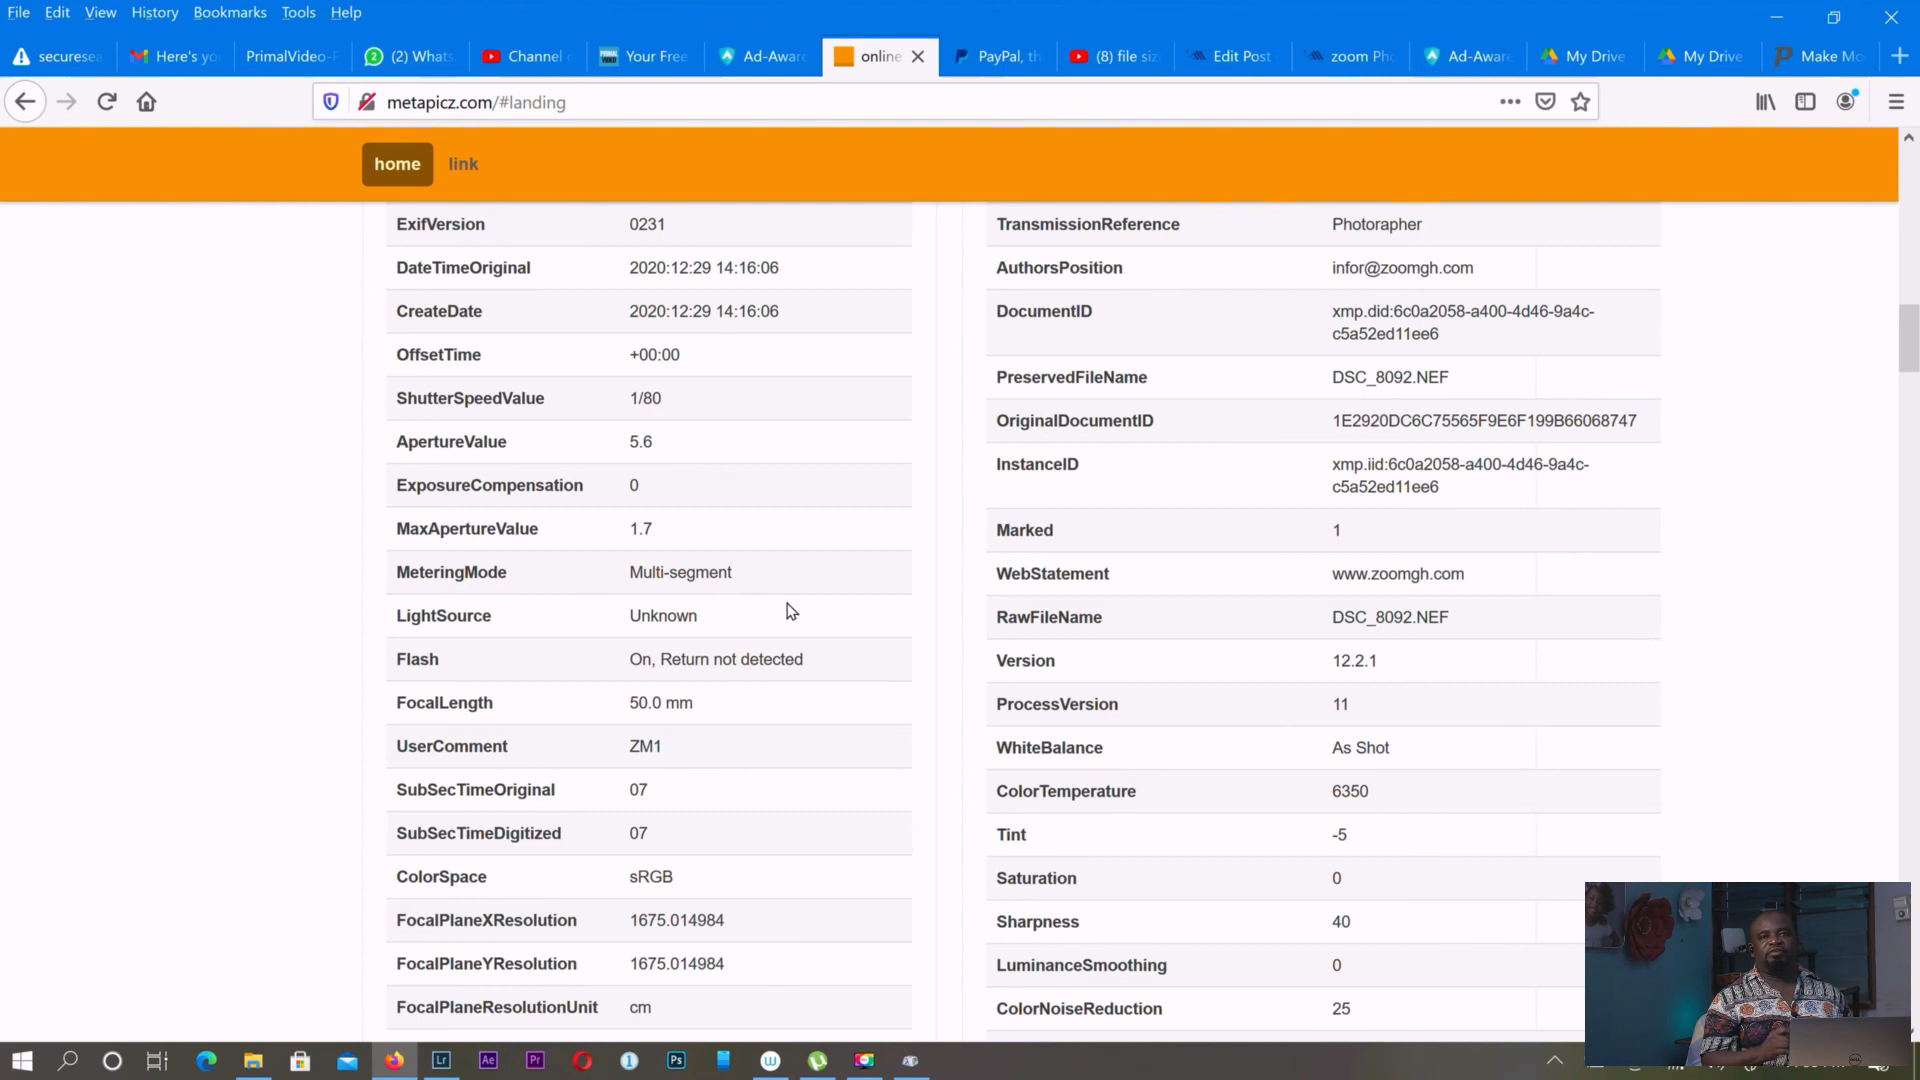 File Edit View History Bookmarks Tools Help
securesea Here's yo PrimalVideo-P (2) Whats Channel c Your Free Ad-Aware online PayPal, th (8) file siz Edit Post zoom Pho Ad-Aware My Drive My Drive Make Mo
metapicz.com/#landing
home link
ExifVersion 0231
DateTimeOriginal 2020:12:29 14:16:06
CreateDate 2020:12:29 14:16:06
OffsetTime +00:00
ShutterSpeedValue 1/80
ApertureValue 5.6
ExposureCompensation 0
MaxApertureValue 1.7
MeteringMode Multi-segment
LightSource Unknown
Flash On, Return not detected
FocalLength 50.0 mm
UserComment ZM1
SubSecTimeOriginal 07
SubSecTimeDigitized 07
ColorSpace sRGB
FocalPlaneXResolution 1675.014984
FocalPlaneYResolution 1675.014984
FocalPlaneResolutionUnit cm
TransmissionReference Photorapher
AuthorsPosition infor@zoomgh.com
DocumentID xmp.did:6c0a2058-a400-4d46-9a4c-
c5a52ed11ee6
PreservedFileName DSC_8092.NEF
OriginalDocumentID 1E2920DC6C75565F9E6F199B66068747
InstanceID xmp.iid:6c0a2058-a400-4d46-9a4c-
c5a52ed11ee6
Marked 1
WebStatement www.zoomgh.com
RawFileName DSC_8092.NEF
Version 12.2.1
ProcessVersion 11
WhiteBalance As Shot
ColorTemperature 6350
Tint -5
Saturation 0
Sharpness 40
LuminanceSmoothing 0
ColorNoiseReduction 25
Lr Ae Pr Ps